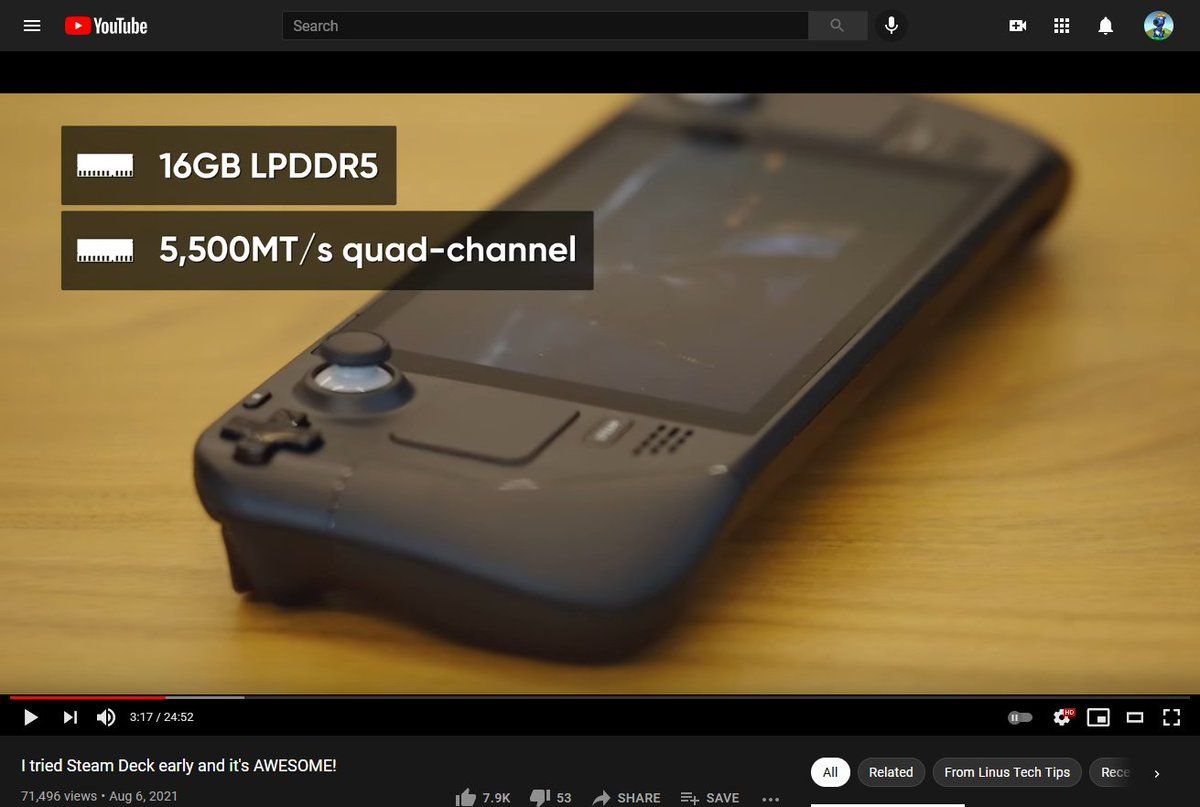 YouTube
Search
16GB LPDDR5
5,500MT/s quad-channel
STEAM
3:17 / 24:52
HD
I tried Steam Deck early and it's AWESOME!
71,496 views • Aug 6, 2021
7.9K
53
SHARE
SAVE
All
Related
From Linus Tech Tips
Rece